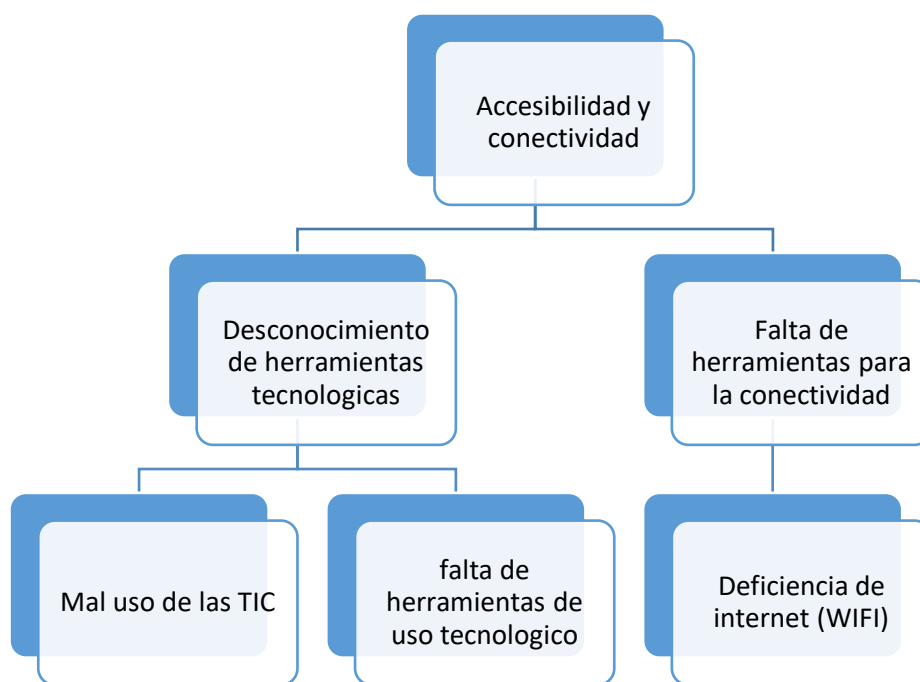 Accesibilidad y
conectividad
Desconocimiento
de herramientas
tecnologicas
Falta de
herramientas para
la conectividad
Mal uso de las TIC
falta de
herramientas de
uso tecnologico
Deficiencia de
internet (WIFI)